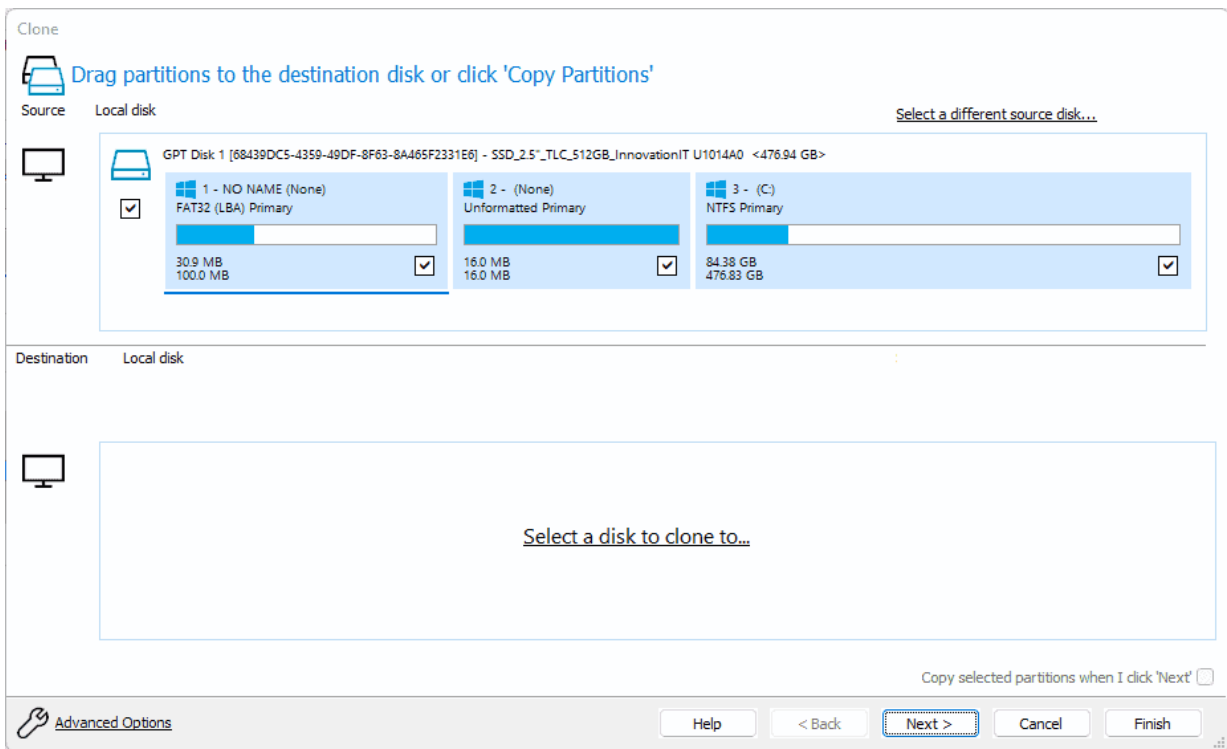 Clone
Drag partitions to the destination disk or click 'Copy Partitions'
Source Local disk Select a different source disk...
GPT Disk 1 [68439DC5-4359-49DF-8F63-8A465F2331E6] - SSD_2.5"_TLC_512GB_InnovationIT U1014A0 <476.94 GB>
1 - NO NAME (None)
FAT32 (LBA) Primary
30.9 MB
100.0 MB
2 - (None)
Unformatted Primary
16.0 MB
16.0 MB
3 - (C:)
NTFS Primary
84.38 GB
476.83 GB
Destination Local disk
Select a disk to clone to...
Copy selected partitions when I click 'Next'
Advanced Options Help < Back Next > Cancel Finish